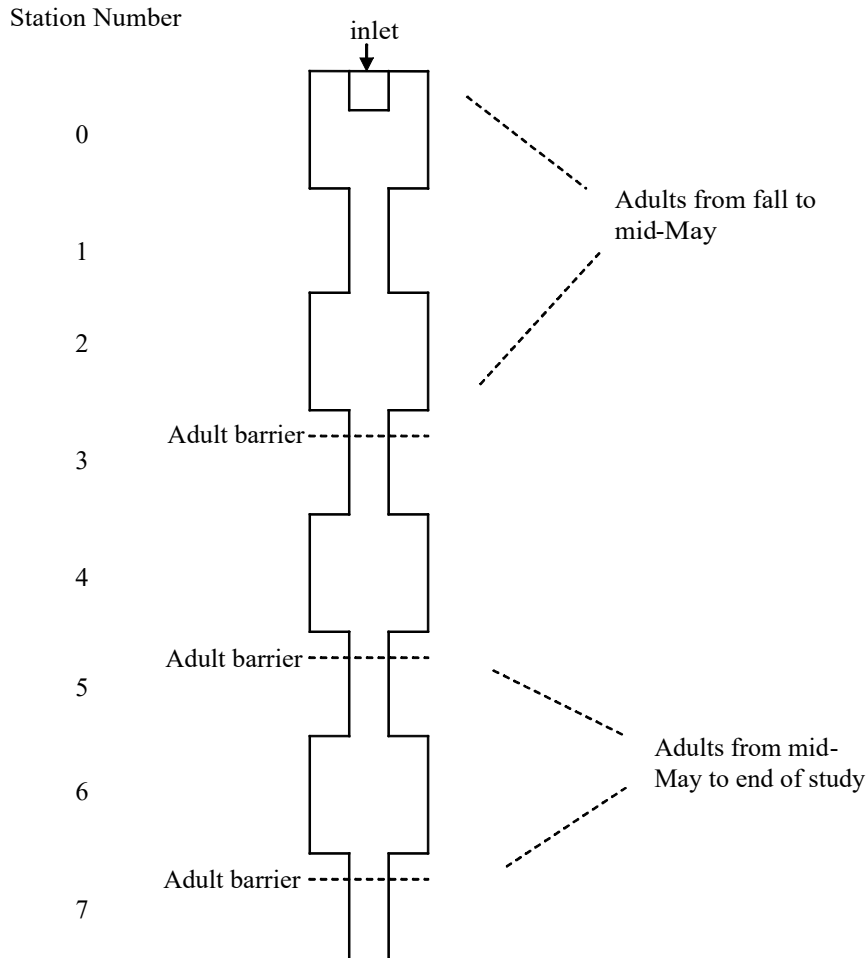 Station Number
inlet
0
Adults from fall to
mid-May
1
2
Adult barrier
3
4
Adult barrier
5
Adults from mid-
May to end of study
6
Adult barrier
7